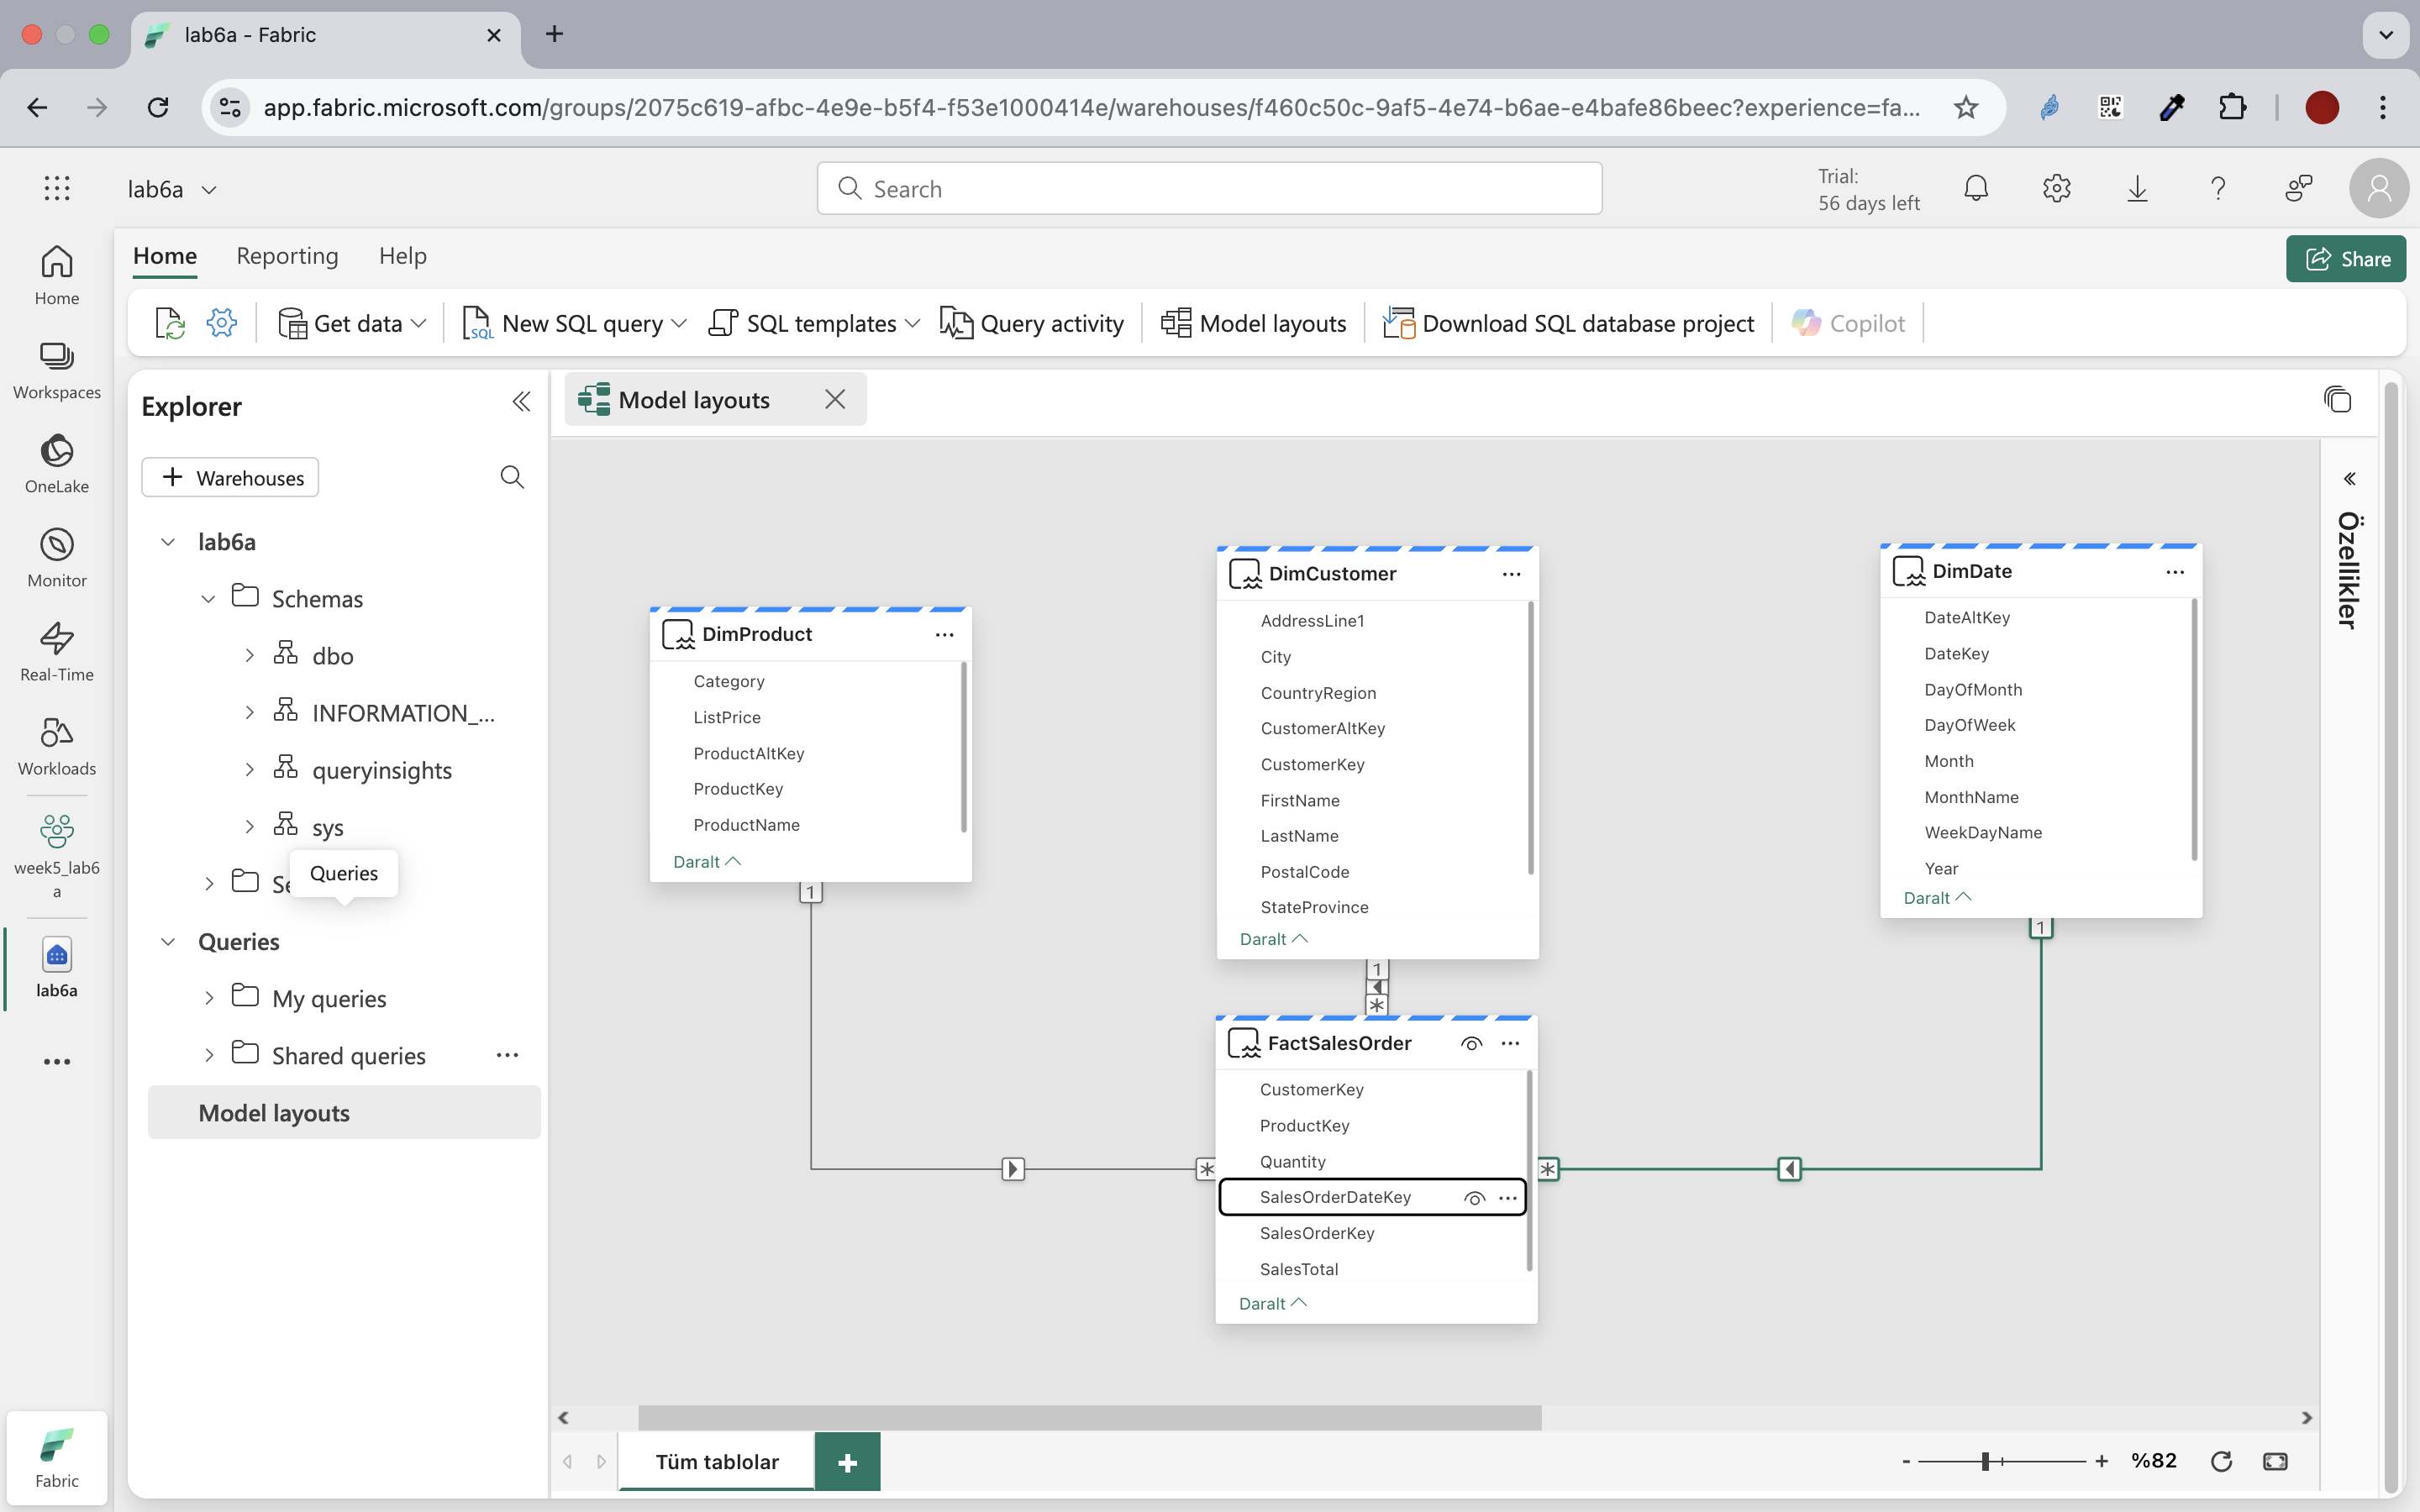 lab6a - Fabric
app.fabric.microsoft.com/groups/2075c619-afbc-4e9e-b5f4-f53e1000414e/warehouses/f460c50c-9af5-4e74-b6ae-e4bafe86beec?experience=fa...
lab6a
Search
Trial:
56 days left
Home
Reporting
Help
Share
Get data
New SQL query
SQL templates
Query activity
Model layouts
Download SQL database project
Copilot
Home
Workspaces
OneLake
Monitor
Real-Time
Workloads
week5_lab6
a
lab6a
Fabric
Explorer
Warehouses
lab6a
Schemas
dbo
INFORMATION_...
queryinsights
sys
Se
Queries
Queries
My queries
Shared queries
Model layouts
Model layouts
Özellikler
DimProduct
Category
ListPrice
ProductAltKey
ProductKey
ProductName
Daralt
1
DimCustomer
AddressLine1
City
CountryRegion
CustomerAltKey
CustomerKey
FirstName
LastName
PostalCode
StateProvince
Daralt
1
*
DimDate
DateAltKey
DateKey
DayOfMonth
DayOfWeek
Month
MonthName
WeekDayName
Year
Daralt
1
FactSalesOrder
CustomerKey
ProductKey
Quantity
SalesOrderDateKey
SalesOrderKey
SalesTotal
Daralt
*
*
Tüm tablolar
- + %82